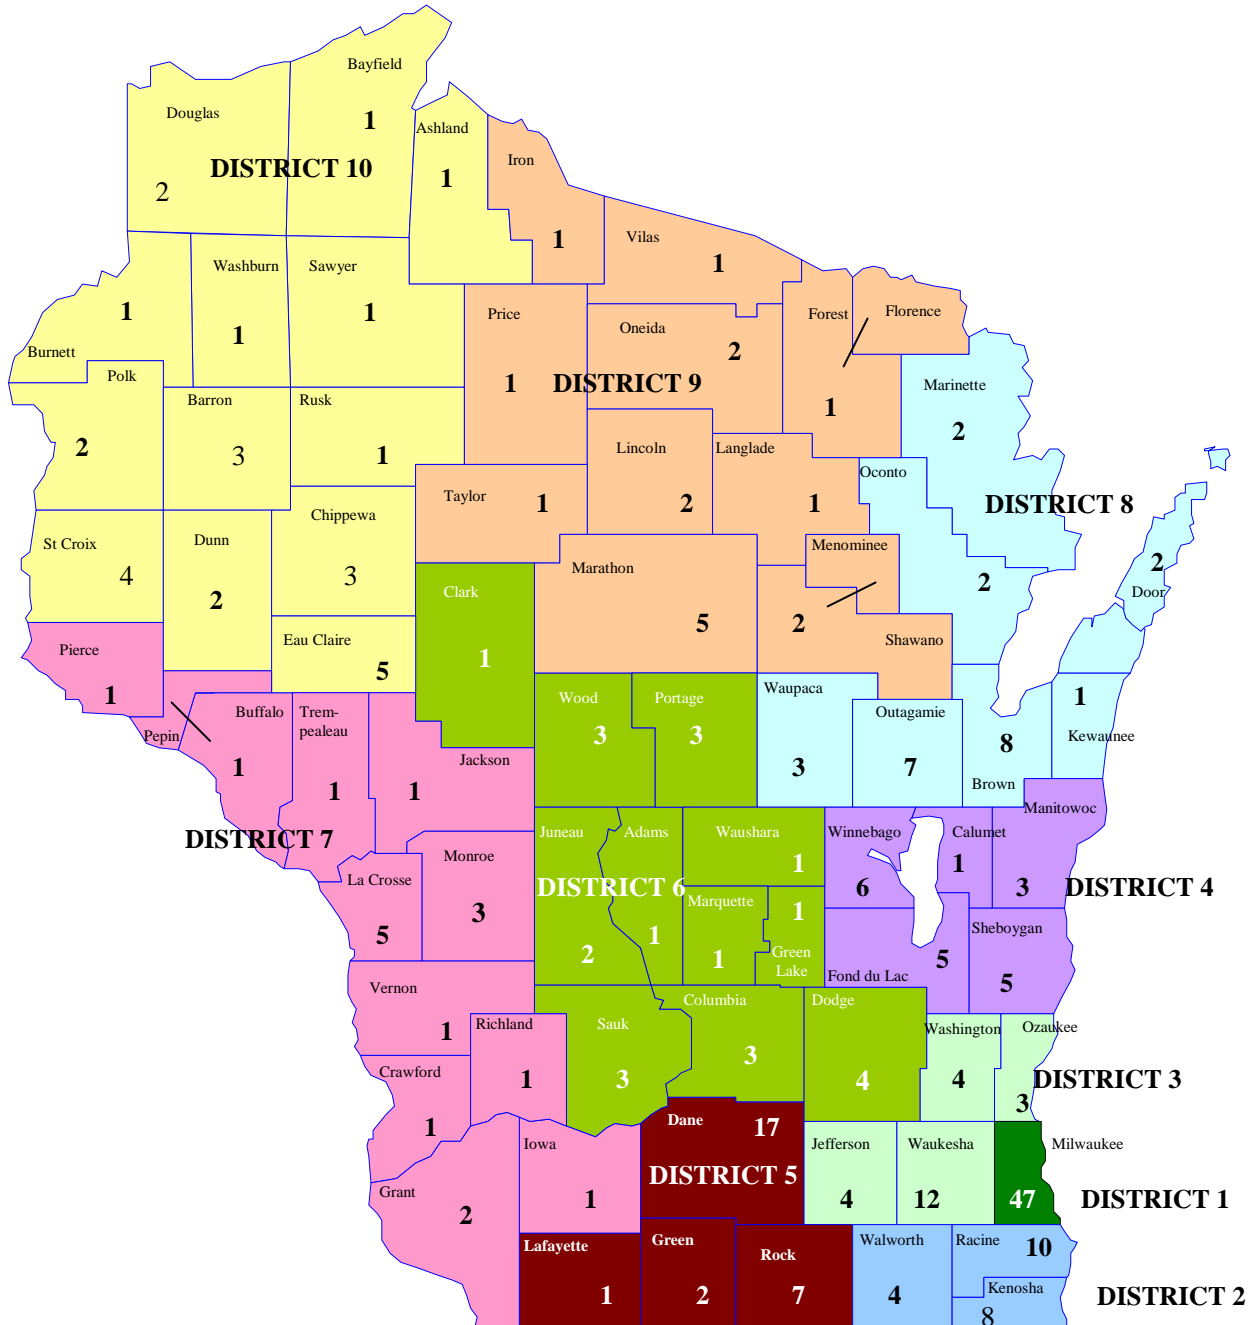 Bayfield
1
Douglas
Ashland
DISTRICT 10
2
1
Iron
1
Vilas
1
Washburn
Sawyer
1
1
1
Burnett
Price
Oneida
2
Forest
Florence
Polk
1
DISTRICT 9
1
Marinette
2
Barron
Rusk
2
3
1
Lincoln
Langlade
Oconto
Taylor
1
2
1
DISTRICT 8
Chippewa
St Croix
Dunn
4
3
2
Menominee
Marathon
5
2
2
2
Door
Clark
1
Eau Claire
5
Shawano
Pierce
1
Waupaca
Wood
Portage
3
3
1
Buffalo
Trem-
pealeau
Pepin
Outagamie
Kewaunee
8
1
Jackson
3
7
Brown
1
1
Manitowoc
DISTRICT 7
Juneau
Adams
Waushara
Winnebago
Calumet
Monroe
1
1
La Crosse
DISTRICT 6
6
3
DISTRICT 4
Marquette
3
5
1
1
Green
Lake
2
1
Sheboygan
5
Fond du Lac
5
Vernon
1
Richland
Columbia
Dodge
Sauk
Washington
Ozaukee
3
Crawford
1
3
4
4
DISTRICT 3
3
1
Dane
17
Iowa
Jefferson
Waukesha
Milwaukee
DISTRICT 5
Grant
2
1
4
12
47
DISTRICT 1
Lafayette
Green
Rock
Walworth
Racine
10
1
2
7
4
Kenosha
8
DISTRICT 2